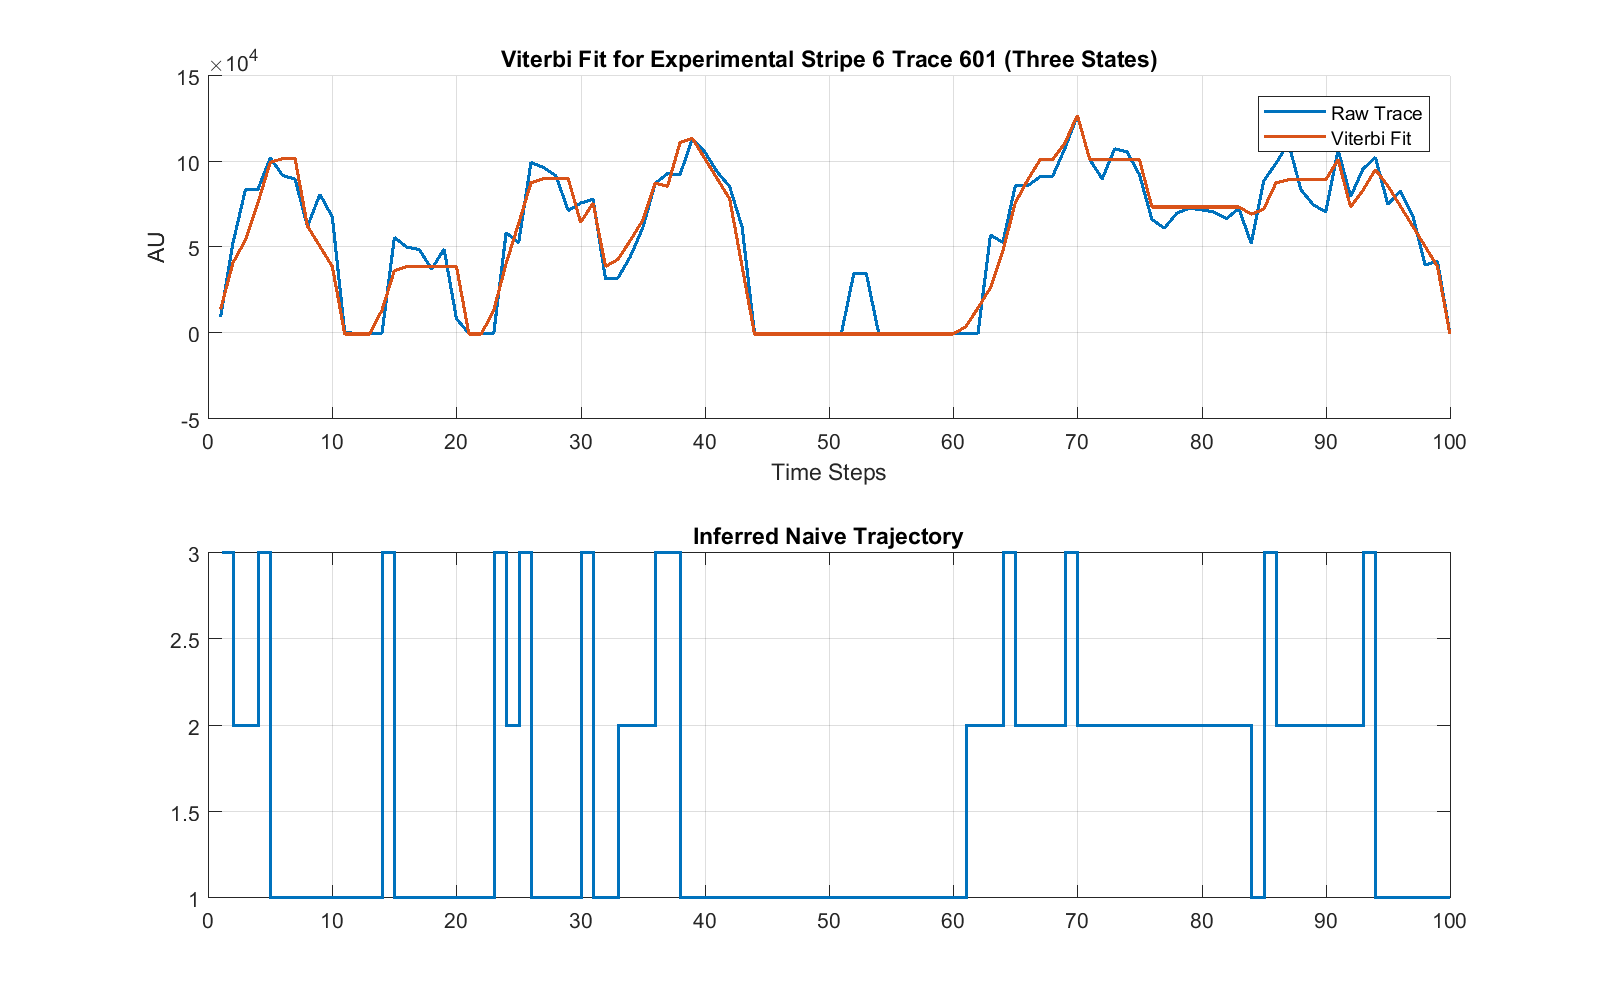 Viterbi Fit for Experimental Stripe 6 Trace 601 (Three States)
×10^4
15
10
5
0
-5
AU
Raw Trace
Viterbi Fit
0 10 20 30 40 50 60 70 80 90 100
Time Steps
Inferred Naive Trajectory
3
2.5
2
1.5
1
0 10 20 30 40 50 60 70 80 90 100